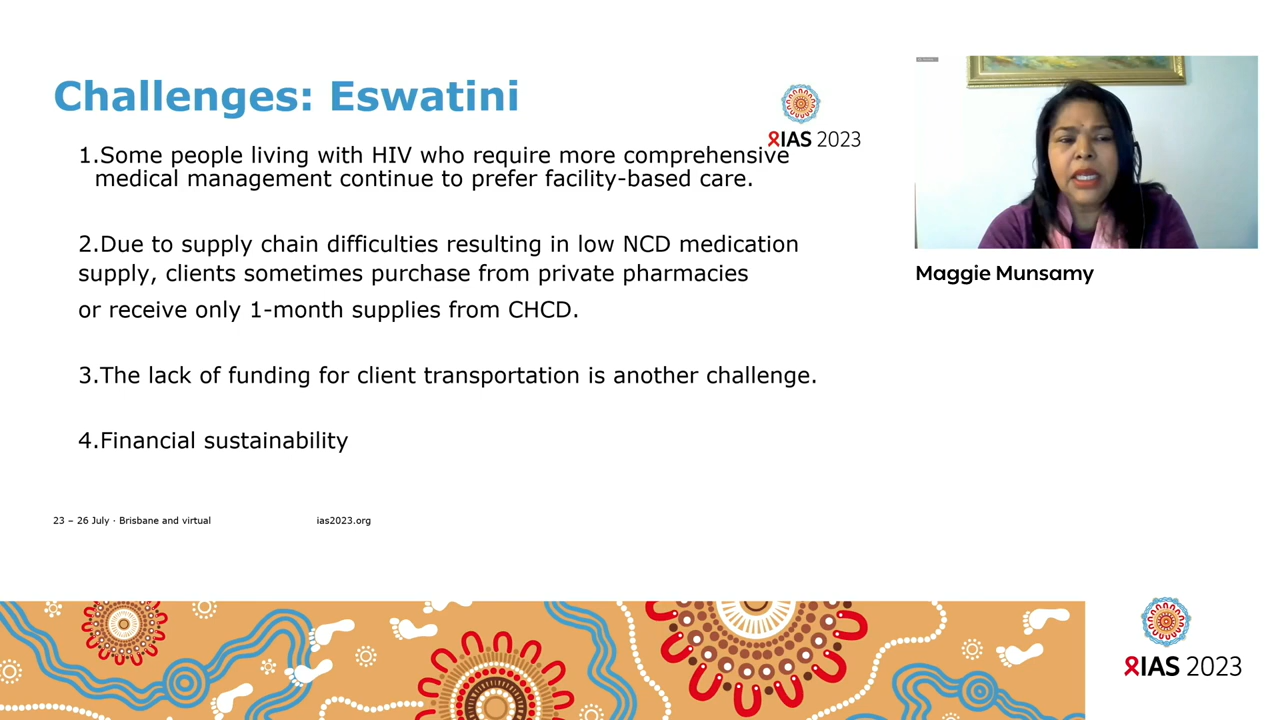 Challenges: Eswatini
IAS 2023
1.Some people living with HIV who require more comprehensive
medical management continue to prefer facility-based care.
2.Due to supply chain difficulties resulting in low NCD medication
supply, clients sometimes purchase from private pharmacies
or receive only 1-month supplies from CHCD.
3.The lack of funding for client transportation is another challenge.
4.Financial sustainability
23 – 26 July · Brisbane and virtual
ias2023.org
Maggie Munsamy
IAS 2023